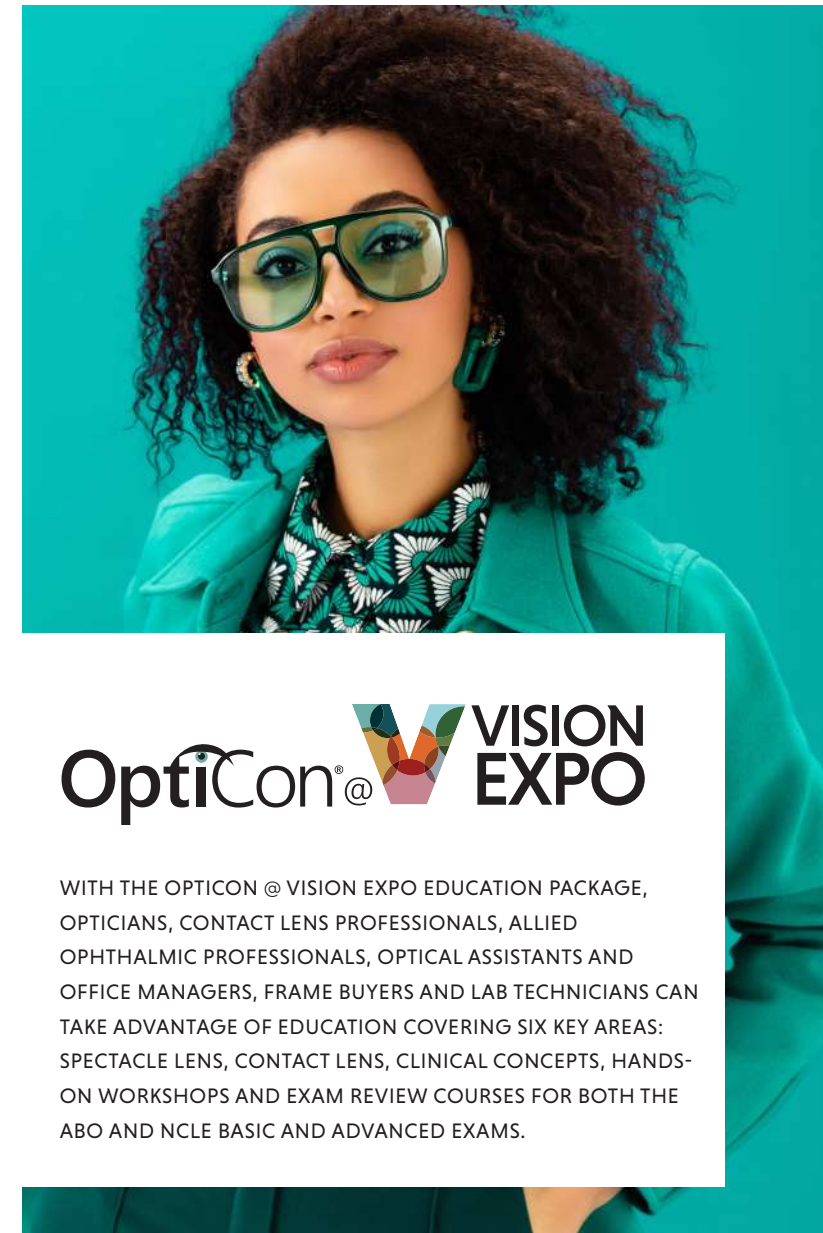 OptiCon® @ VISION EXPO
WITH THE OPTICON @ VISION EXPO EDUCATION PACKAGE,
OPTICIANS, CONTACT LENS PROFESSIONALS, ALLIED
OPHTHALMIC PROFESSIONALS, OPTICAL ASSISTANTS AND
OFFICE MANAGERS, FRAME BUYERS AND LAB TECHNICIANS CAN
TAKE ADVANTAGE OF EDUCATION COVERING SIX KEY AREAS:
SPECTACLE LENS, CONTACT LENS, CLINICAL CONCEPTS, HANDS-
ON WORKSHOPS AND EXAM REVIEW COURSES FOR BOTH THE
ABO AND NCLE BASIC AND ADVANCED EXAMS.